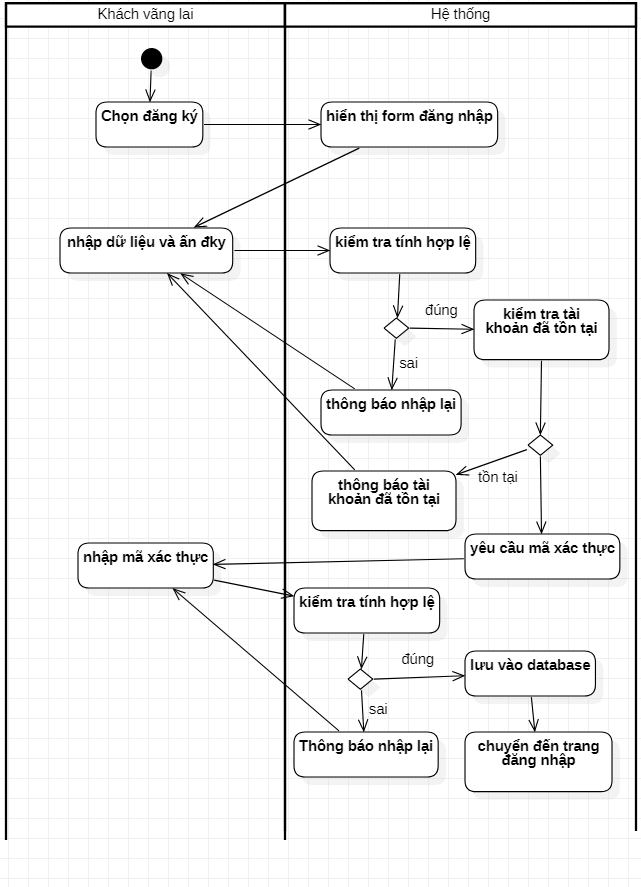 Khách vãng lai
Hệ thống
Chọn đăng ký
hiển thị form đăng nhập
nhập dữ liệu và ấn đky
kiểm tra tính hợp lệ
đúng
kiểm tra tài
khoản đã tồn tại
sai
thông báo nhập lại
tồn tại
thông báo tài
khoản đã tồn tại
yêu cầu mã xác thực
nhập mã xác thực
kiểm tra tính hợp lệ
đúng
lưu vào database
sai
Thông báo nhập lại
chuyển đến trang
đăng nhập